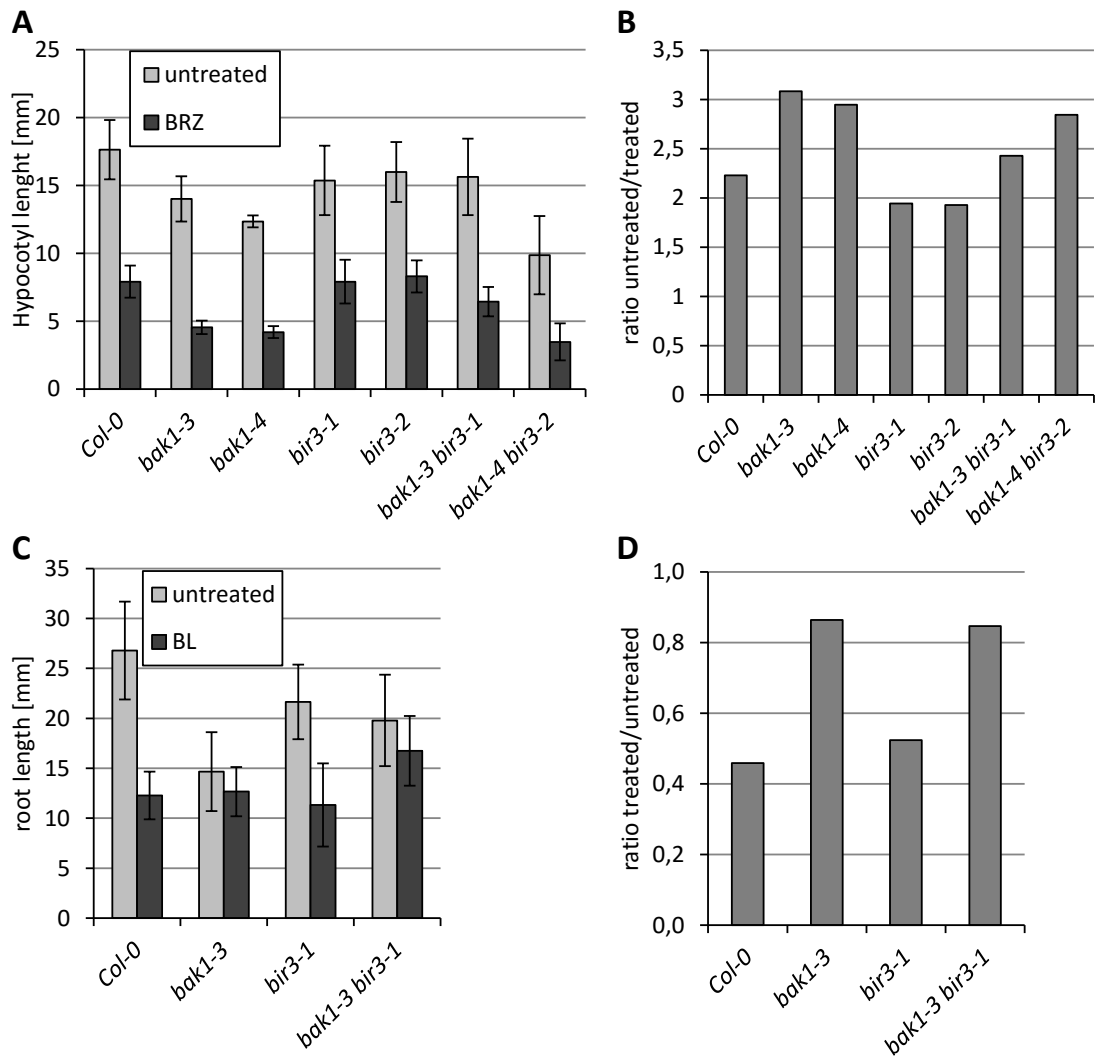 A
Hypocotyl lenght [mm]
25
20
15
10
5
0
untreated
BRZ
Col-0
bak1-3
bak1-4
bir3-1
bir3-2
bak1-3 bir3-1
bak1-4 bir3-2
B
ratio untreated/treated
3,5
3
2,5
2
1,5
1
0,5
0
Col-0
bak1-3
bak1-4
bir3-1
bir3-2
bak1-3 bir3-1
bak1-4 bir3-2
C
root length [mm]
35
30
25
20
15
10
5
0
untreated
BL
Col-0
bak1-3
bir3-1
bak1-3 bir3-1
D
ratio treated/untreated
1,0
0,8
0,6
0,4
0,2
0,0
Col-0
bak1-3
bir3-1
bak1-3 bir3-1